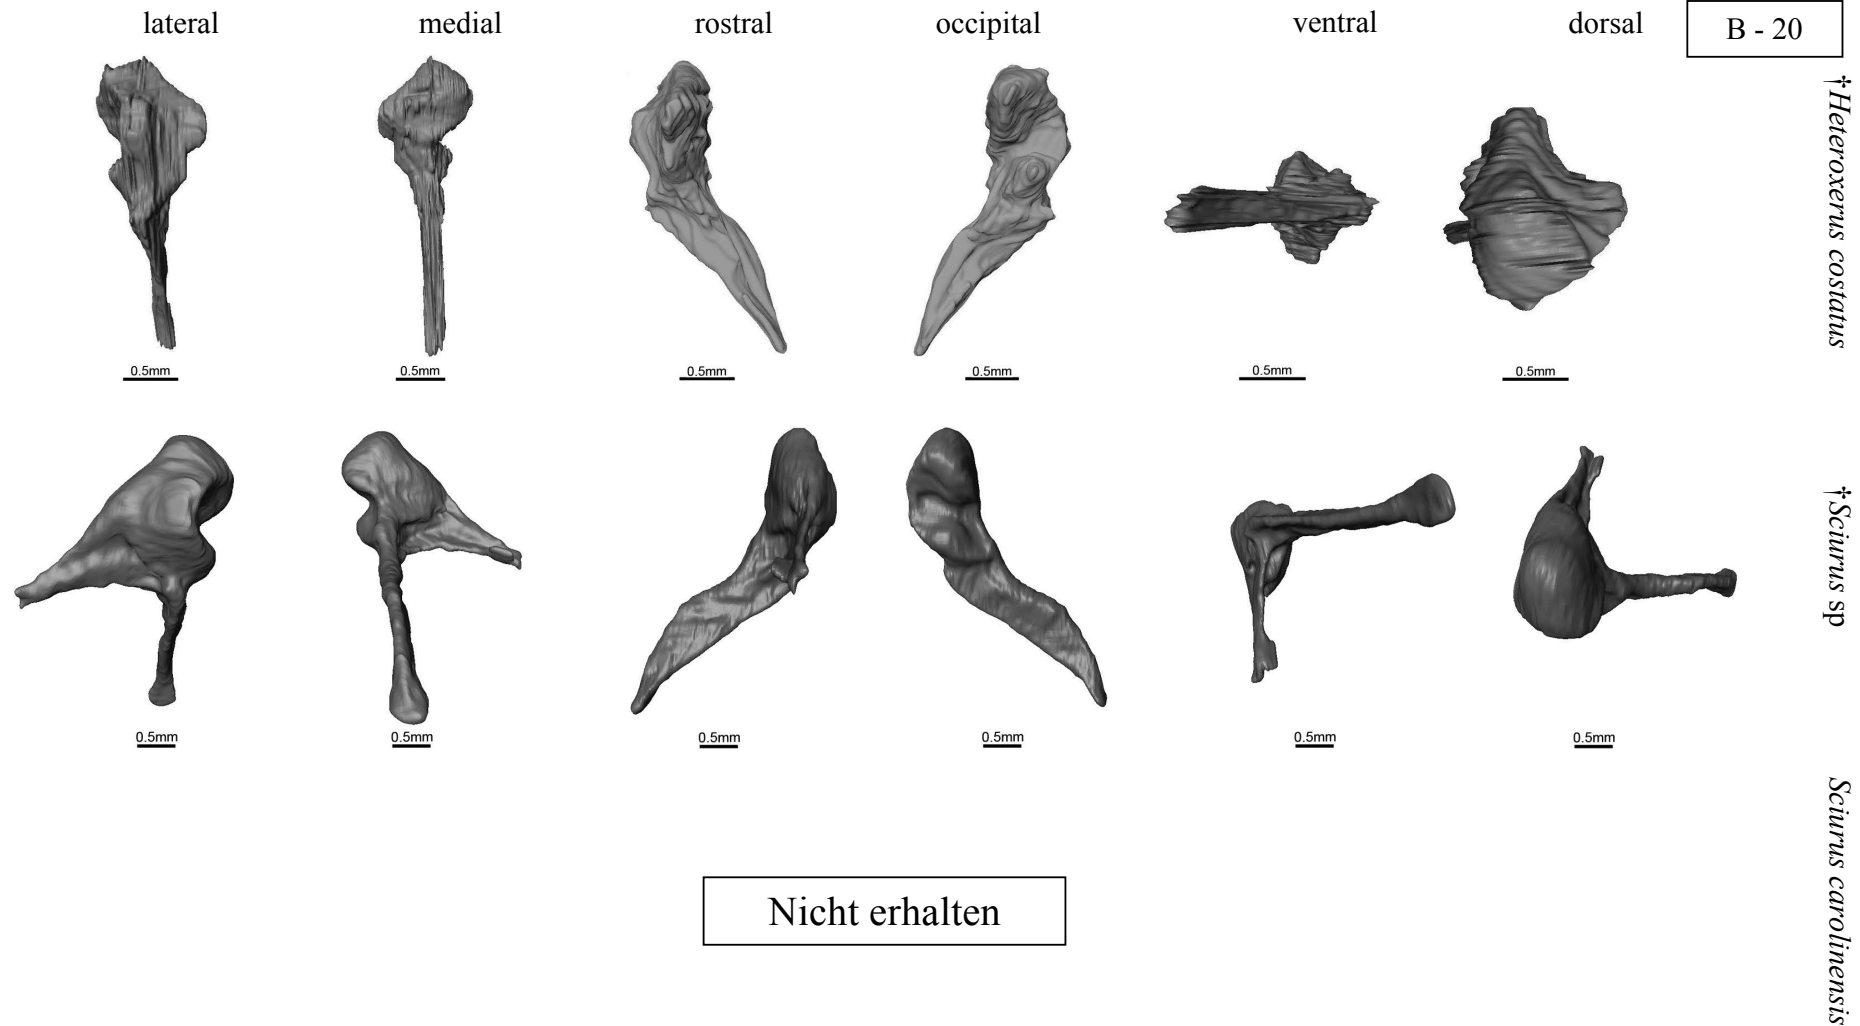 lateral medial rostral occipital ventral dorsal B - 20
†Heteroxerus costatus
0.5mm 0.5mm 0.5mm 0.5mm 0.5mm 0.5mm
†Sciurus sp
0.5mm 0.5mm 0.5mm 0.5mm 0.5mm 0.5mm
Sciurus carolinensis
Nicht erhalten